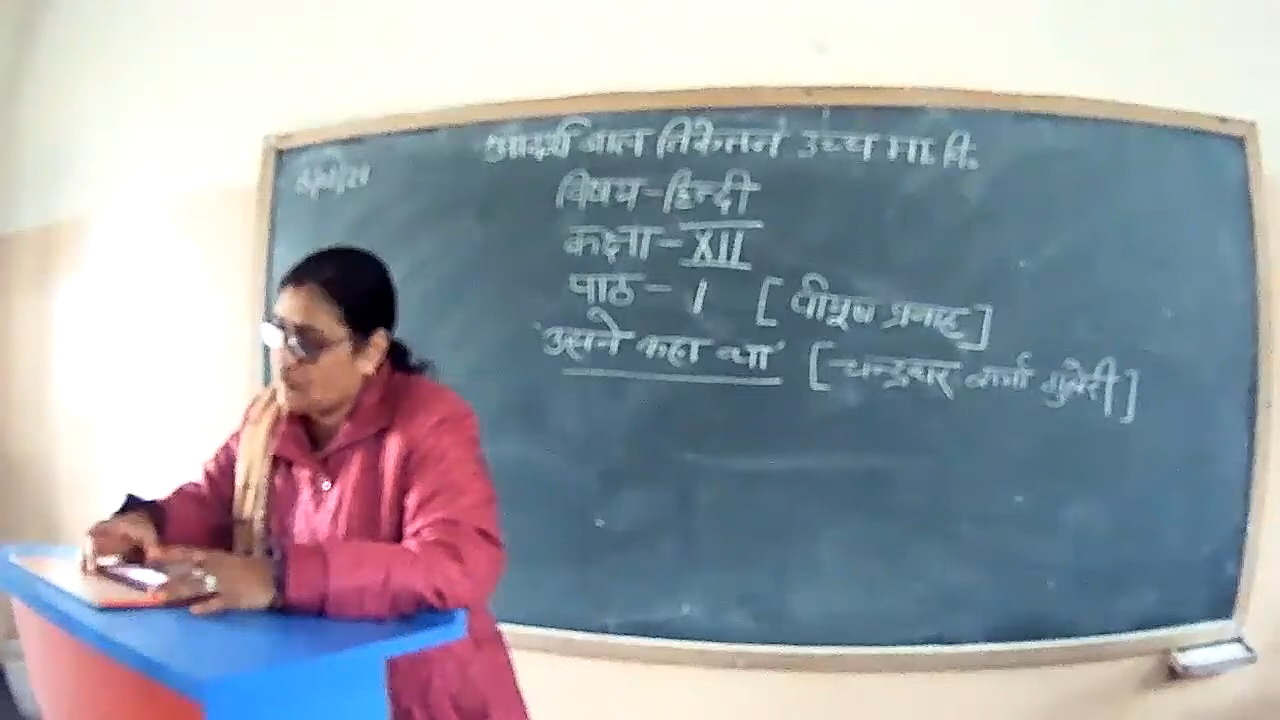 आदर्श बाल निकेतन उच्च मा. वि.
विषय-हिन्दी
कक्षा-XII
पाठ-1 [पीयूष प्रवाह]
'उसने कहा था' [-चन्द्रधर शर्मा गुलेरी]